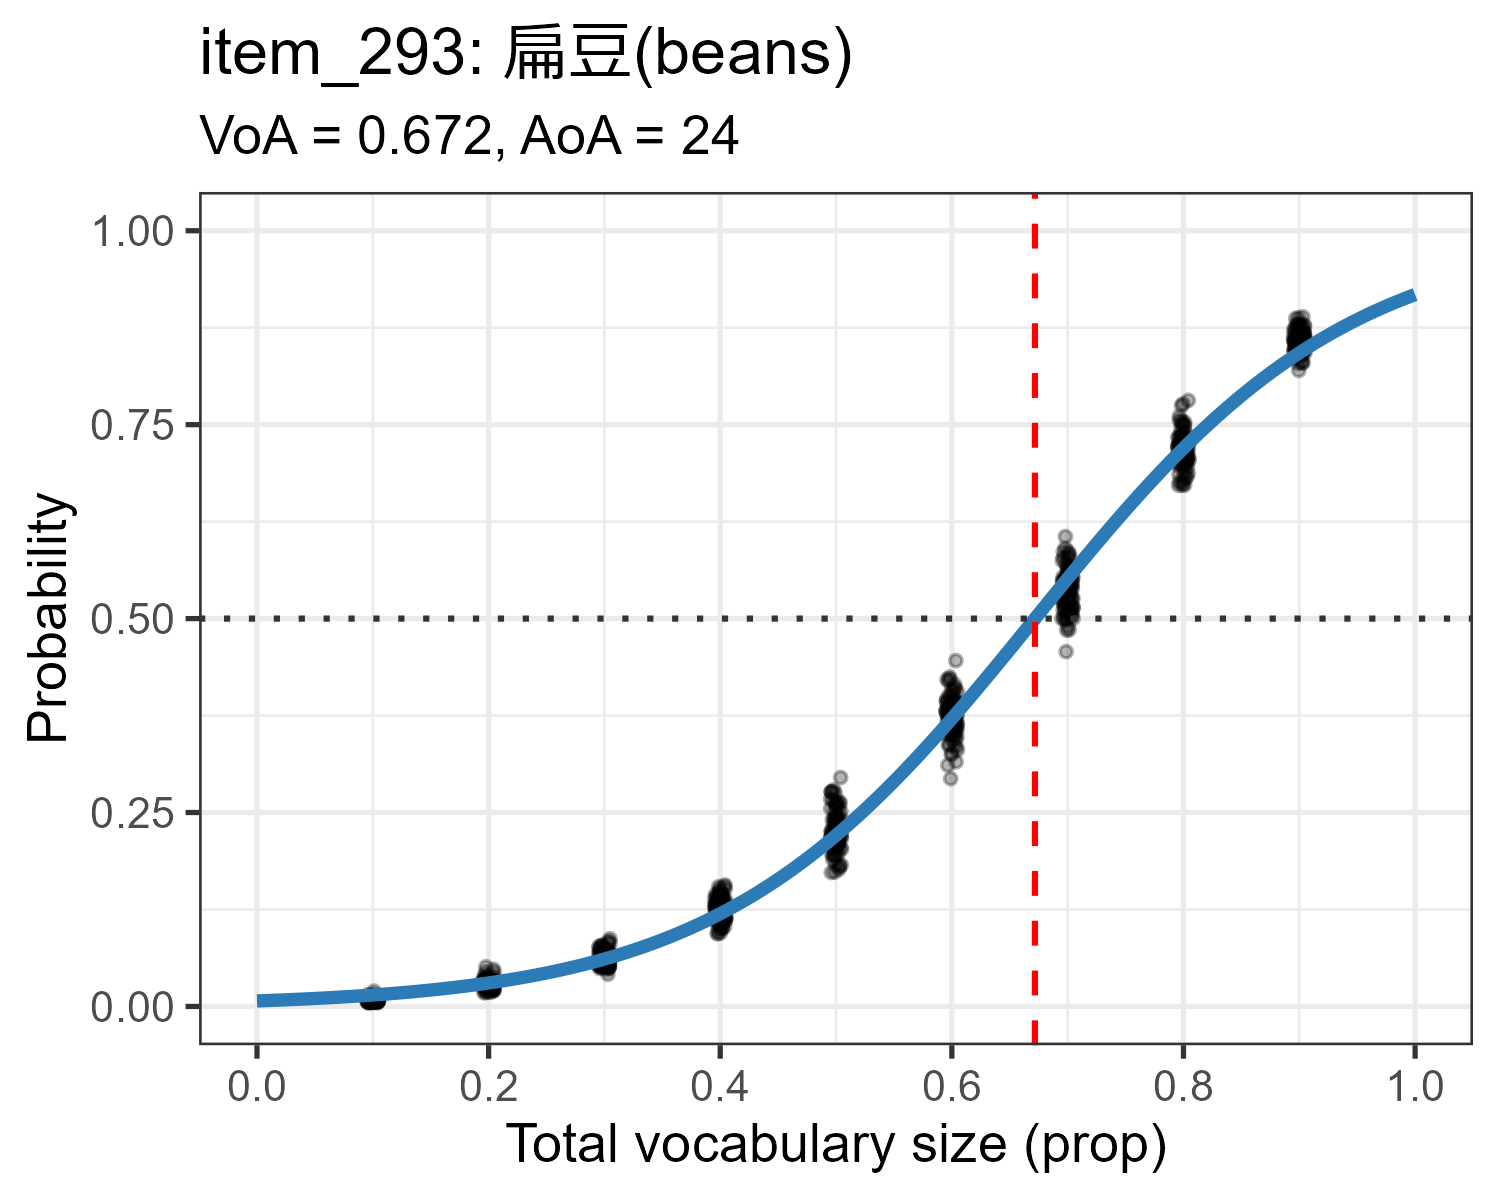 item_293: 扁豆(beans)
VoA = 0.672, AoA = 24
1.00
0.75
0.50
0.25
0.00
Probability
0.0 0.2 0.4 0.6 0.8 1.0
Total vocabulary size (prop)